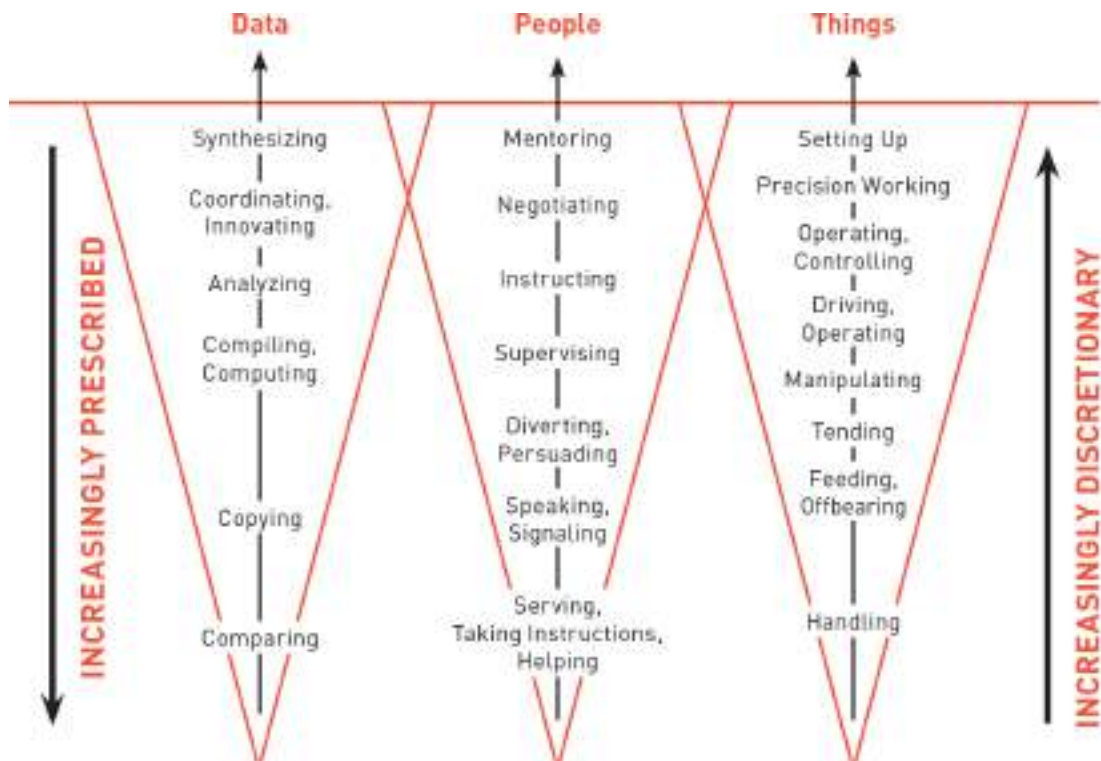 Data
People
Things
INCREASINGLY PRESCRIBED
Synthesizing
Coordinating,
Innovating
Analyzing
Compiling,
Computing
Copying
Comparing
Mentoring
Negotiating
Instructing
Supervising
Diverting,
Persuading
Speaking,
Signaling
Serving,
Taking Instructions,
Helping
Setting Up
Precision Working
Operating,
Controlling
Driving,
Operating
Manipulating
Tending
Feeding,
Offbearing
Handling
INCREASINGLY DISCRETIONARY